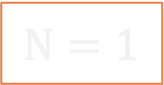 N = 1